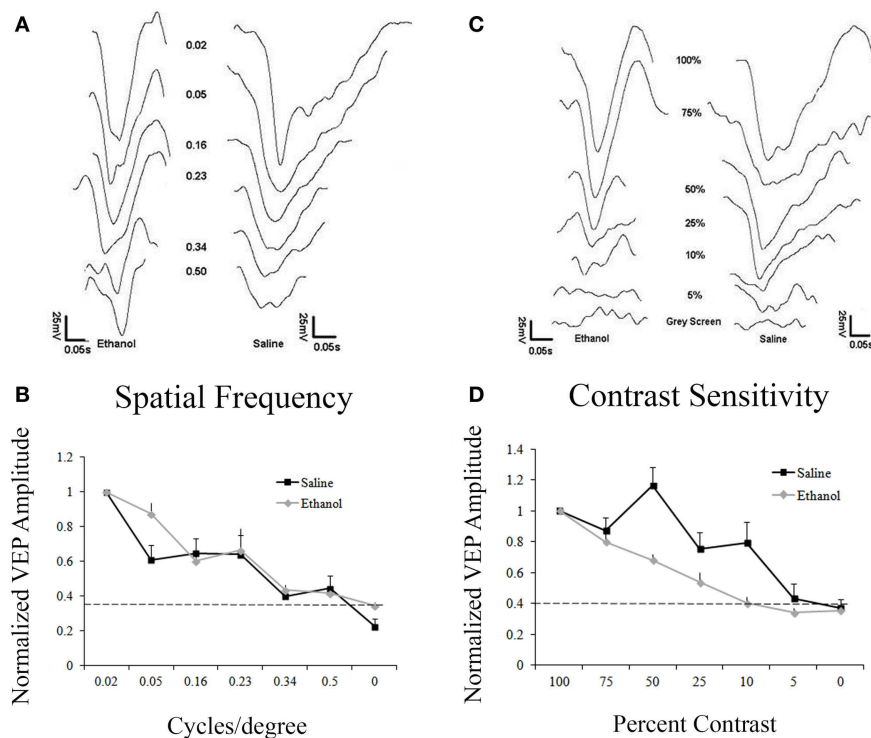 A
0.02
0.05
0.16
0.23
0.34
0.50
25mV
0.05s
Ethanol
Saline
25mV
0.05s
C
100%
75%
50%
25%
10%
5%
Grey Screen
25mV
0.05s
Ethanol
Saline
25mV
0.05s
B
Spatial Frequency
Normalized VEP Amplitude
1.2
1
0.8
0.6
0.4
0.2
0
Saline
Ethanol
0.02 0.05 0.16 0.23 0.34 0.5 0
Cycles/degree
D
Contrast Sensitivity
Normalized VEP Amplitude
1.4
1.2
1
0.8
0.6
0.4
0.2
0
Saline
Ethanol
100 75 50 25 10 5 0
Percent Contrast